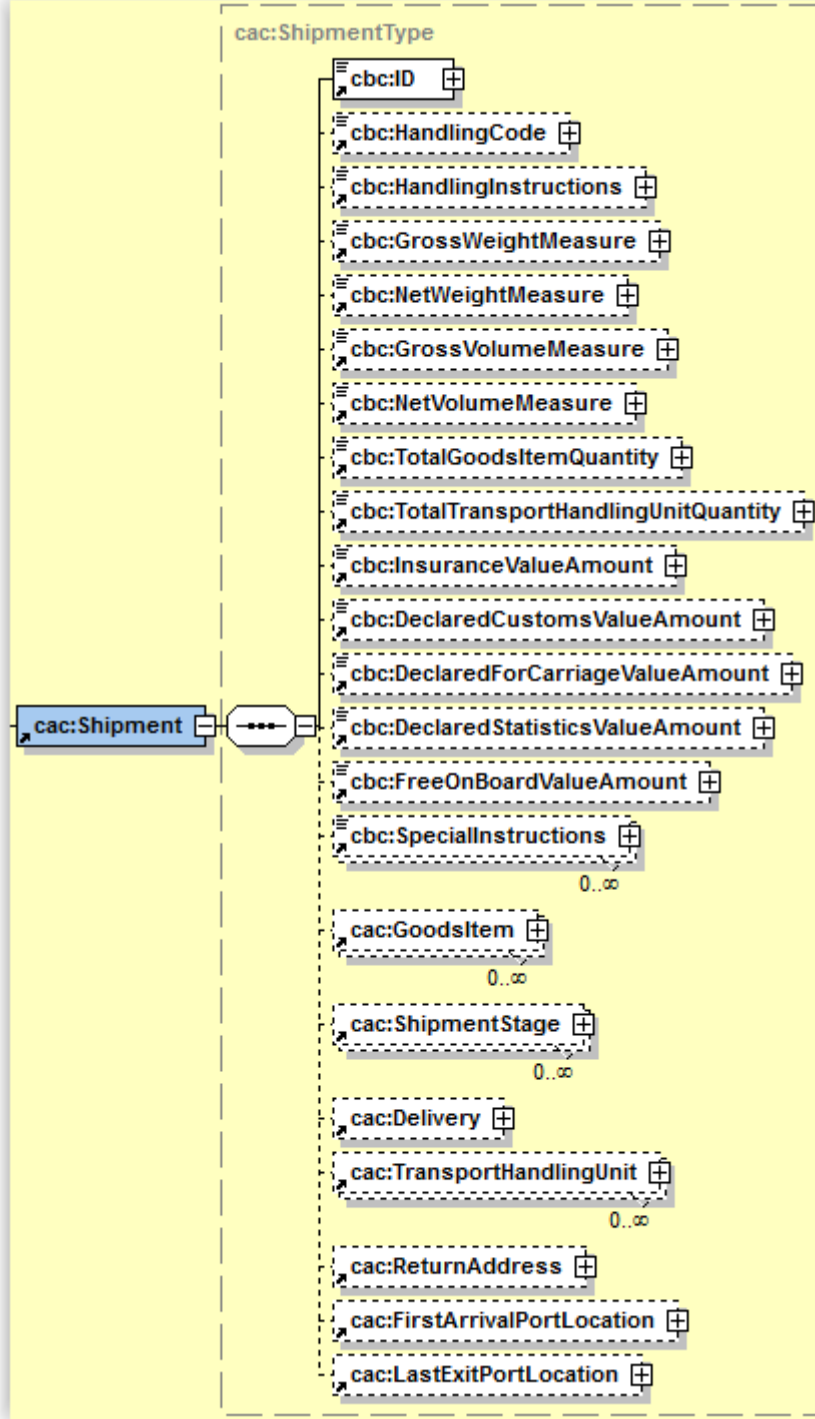 cac:ShipmentType
cbc:ID
cbc:HandlingCode
cbc:HandlingInstructions
cbc:GrossWeightMeasure
cbc:NetWeightMeasure
cbc:GrossVolumeMeasure
cbc:NetVolumeMeasure
cbc:TotalGoodsItemQuantity
cbc:TotalTransportHandlingUnitQuantity
cbc:InsuranceValueAmount
cbc:DeclaredCustomsValueAmount
cbc:DeclaredForCarriageValueAmount
cac:Shipment
cbc:DeclaredStatisticsValueAmount
cbc:FreeOnBoardValueAmount
cbc:SpecialInstructions
0..∞
cac:GoodsItem
0..∞
cac:ShipmentStage
0..∞
cac:Delivery
cac:TransportHandlingUnit
0..∞
cac:ReturnAddress
cac:FirstArrivalPortLocation
cac:LastExitPortLocation